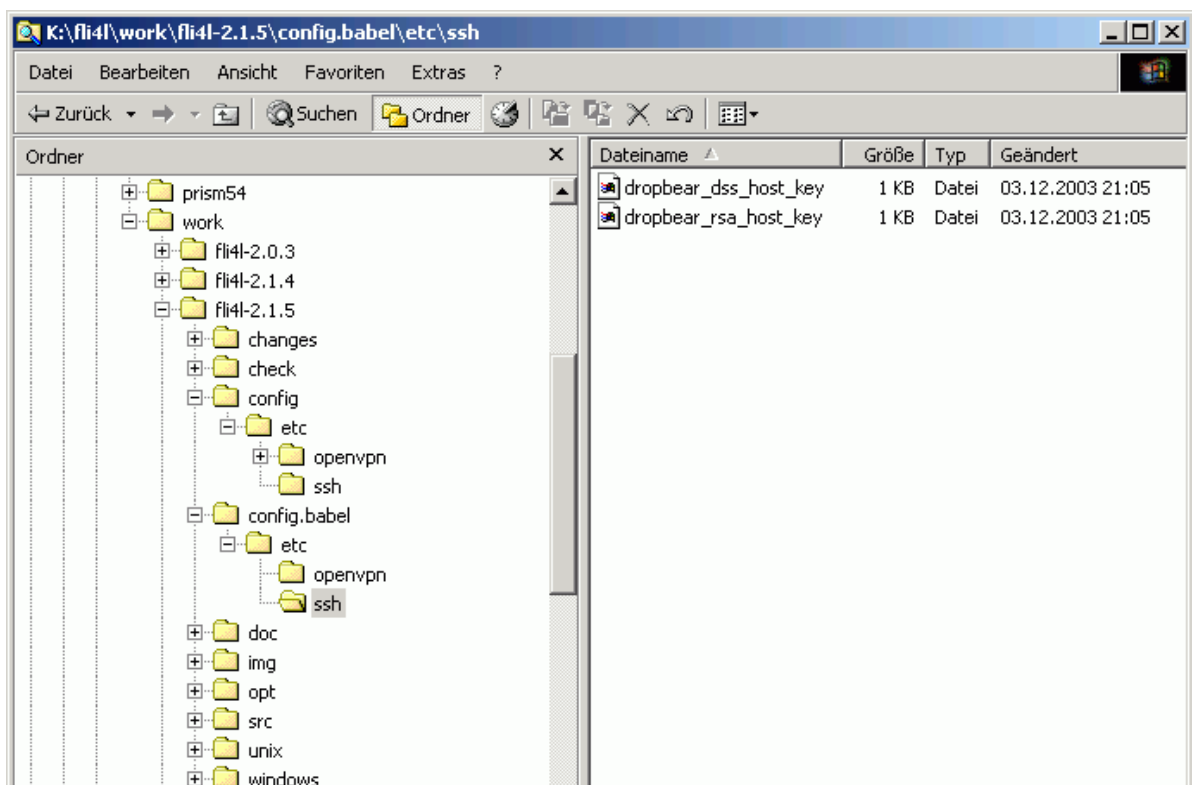 K:\fli4l\work\fli4l-2.1.5\config.babel\etc\ssh
Datei Bearbeiten Ansicht Favoriten Extras ?
Zurück Suchen Ordner
Ordner
prism54
work
fli4l-2.0.3
fli4l-2.1.4
fli4l-2.1.5
changes
check
config
etc
openvpn
ssh
config.babel
etc
openvpn
ssh
doc
img
opt
src
unix
windows
Dateiname Größe Typ Geändert
dropbear_dss_host_key 1 KB Datei 03.12.2003 21:05
dropbear_rsa_host_key 1 KB Datei 03.12.2003 21:05